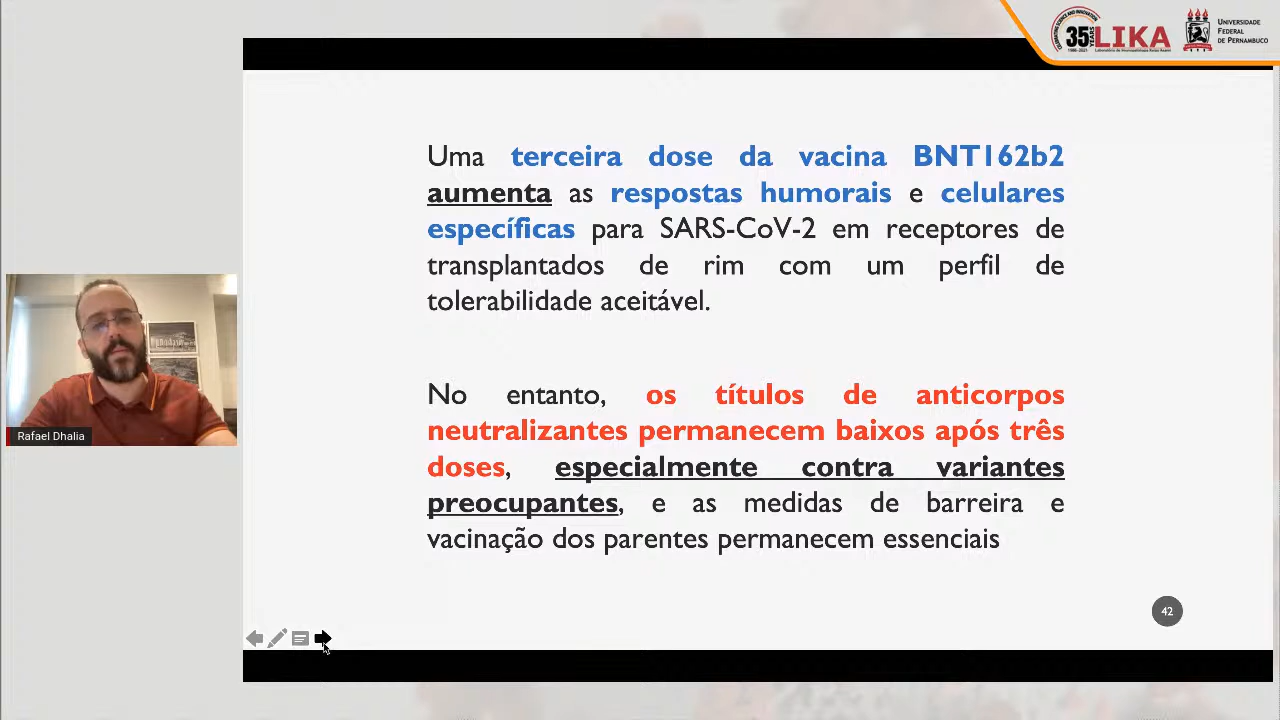 35
LIKA
UNIVERSIDADE
FEDERAL
DE PERNAMBUCO
Uma terceira dose da vacina BNT162b2
aumenta as respostas humorais e celulares
específicas para SARS-CoV-2 em receptores de
transplantados de rim com um perfil de
tolerabilidade aceitável.
No entanto, os títulos de anticorpos
neutralizantes permanecem baixos após três
doses, especialmente contra variantes
preocupantes, e as medidas de barreira e
vacinação dos parentes permanecem essenciais
Rafael Dhalia
42